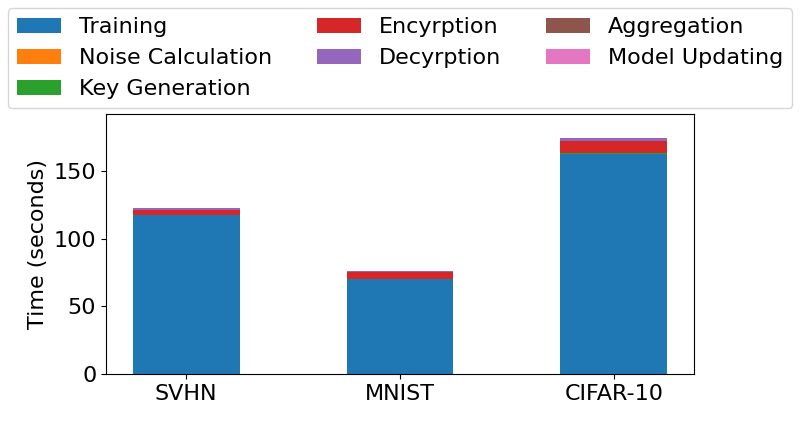 Training
Noise Calculation
Key Generation
Encyrption
Decyrption
Aggregation
Model Updating
Time (seconds)
150
100
50
0
SVHN MNIST CIFAR-10